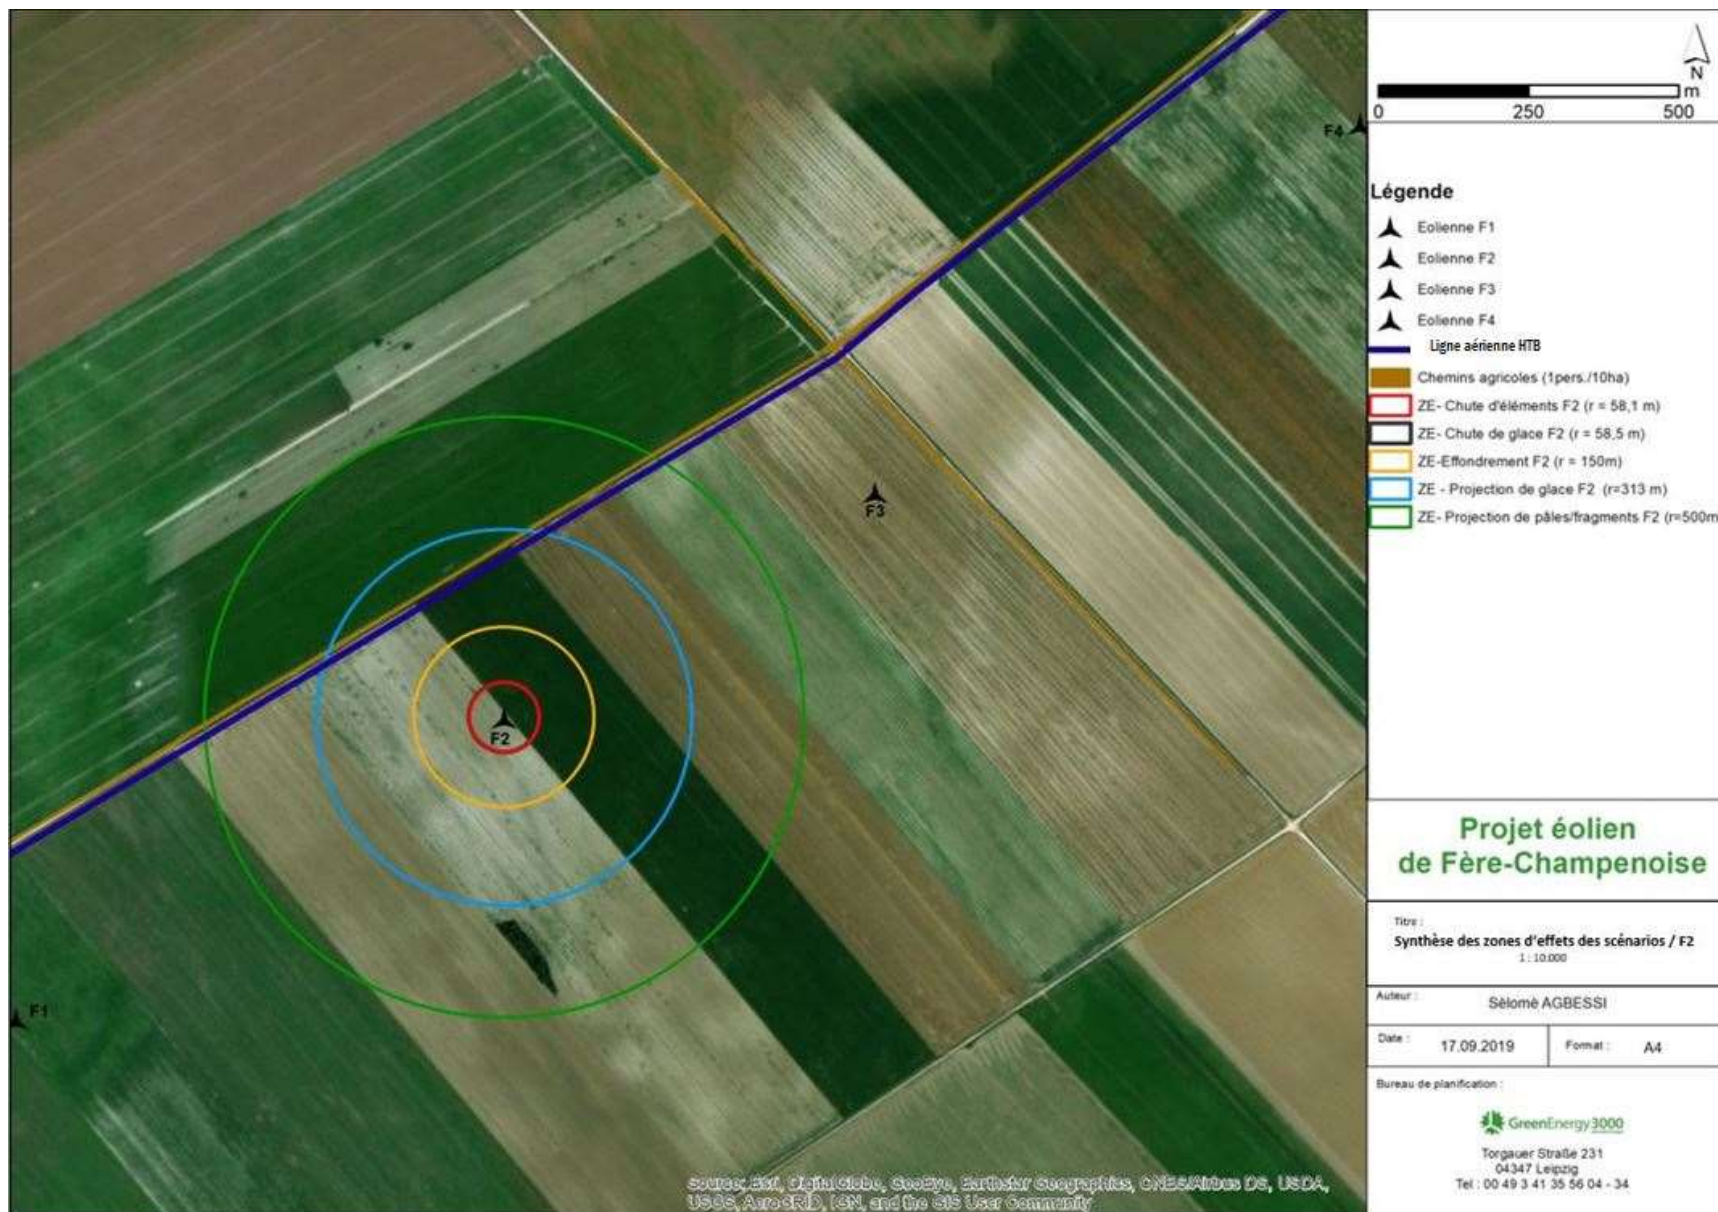 N
m
0 250 500
F4
F3
F2
F1
Légende
Eolienne F1
Eolienne F2
Eolienne F3
Eolienne F4
Ligne aérienne HTB
Chemins agricoles (1pers./10ha)
ZE- Chute d'éléments F2 (r = 58,1 m)
ZE- Chute de glace F2 (r = 58,5 m)
ZE-Effondrement F2 (r = 150m)
ZE - Projection de glace F2 (r=313 m)
ZE- Projection de pâles/fragments F2 (r=500m
Projet éolien
de Fère-Champenoise
Titre :
Synthèse des zones d'effets des scénarios / F2
1 : 10.000
Auteur : Sèlomè AGBESSI
Date : 17.09.2019 Format : A4
Bureau de planification :
GreenEnergy 3000
Torgauer Straße 231
04347 Leipzig
Tel : 00 49 3 41 35 56 04 - 34
Source: Esri, DigitalGlobe, GeoEye, Earthstar Geographics, CNES/Airbus DS, USDA,
USGS, AeroGRID, IGN, and the GIS User Community